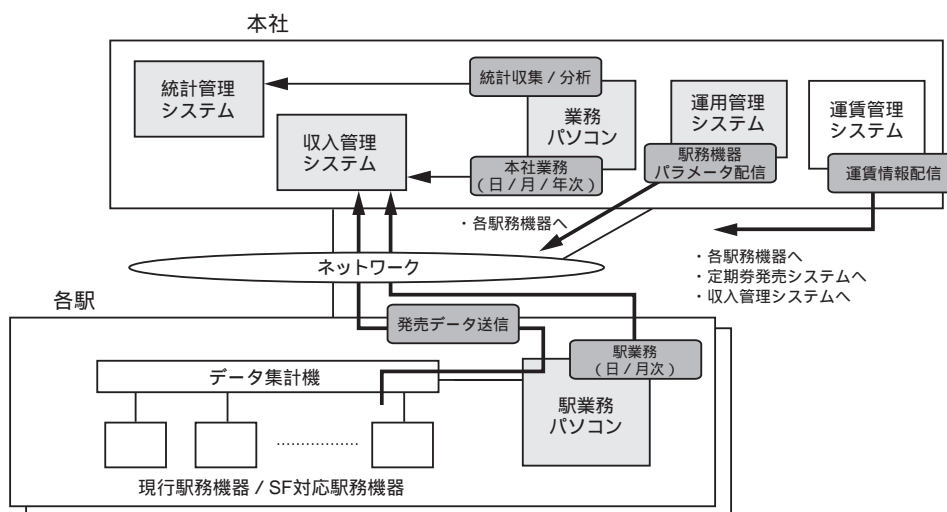 本社
統計管理
システム
統計収集 / 分析
業務
パソコン
収入管理
システム
本社業務
（日 / 月 / 年次）
運用管理
システム
駅務機器
パラメータ配信
運賃管理
システム
運賃情報配信
・各駅務機器へ
・各駅務機器へ
・定期券発売システムへ
・収入管理システムへ
ネットワーク
各駅
発売データ送信
駅業務
（日 / 月次）
データ集計機
駅業務
パソコン
現行駅務機器 / SF対応駅務機器